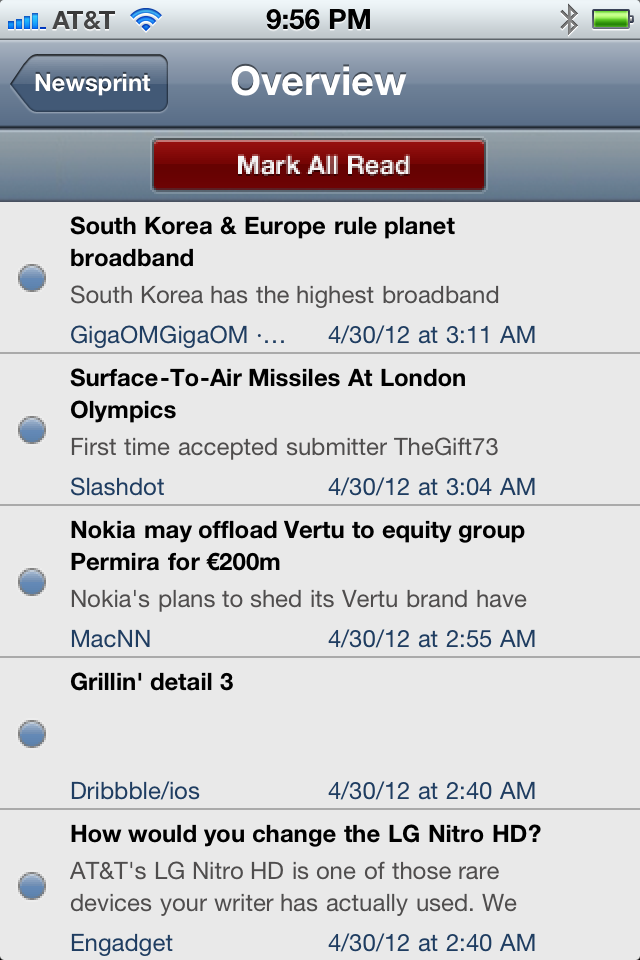 AT&T 9:56 PM
Newsprint Overview
Mark All Read
South Korea & Europe rule planet
broadband
South Korea has the highest broadband
GigaOMGigaOM ·… 4/30/12 at 3:11 AM
Surface-To-Air Missiles At London
Olympics
First time accepted submitter TheGift73
Slashdot 4/30/12 at 3:04 AM
Nokia may offload Vertu to equity group
Permira for €200m
Nokia's plans to shed its Vertu brand have
MacNN 4/30/12 at 2:55 AM
Grillin' detail 3
Dribbble/ios 4/30/12 at 2:40 AM
How would you change the LG Nitro HD?
AT&T's LG Nitro HD is one of those rare
devices your writer has actually used. We
Engadget 4/30/12 at 2:40 AM